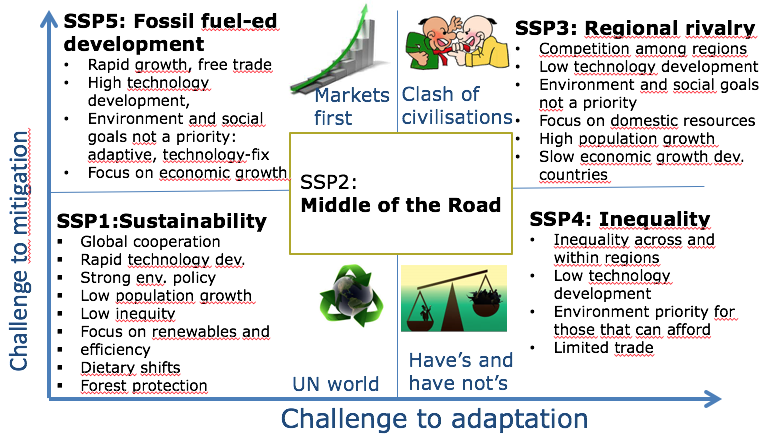 SSP5: Fossil fuel-ed
development
Rapid growth, free trade
High technology
development,
Environment and social
goals not a priority:
adaptive, technology-fix
Focus on economic growth
Markets
first
Clash of
civilisations
SSP3: Regional rivalry
Competition among regions
Low technology development
Environment and social goals
not a priority
Focus on domestic resources
High population growth
Slow economic growth dev.
countries
SSP2:
Middle of the Road
SSP1:Sustainability
Global cooperation
Rapid technology dev.
Strong env. policy
Low population growth
Low inequity
Focus on renewables and
efficiency
Dietary shifts
Forest protection
UN world
Have's and
have not's
SSP4: Inequality
Inequality across and
within regions
Low technology
development
Environment priority for
those that can afford
Limited trade
Challenge to mitigation
Challenge to adaptation